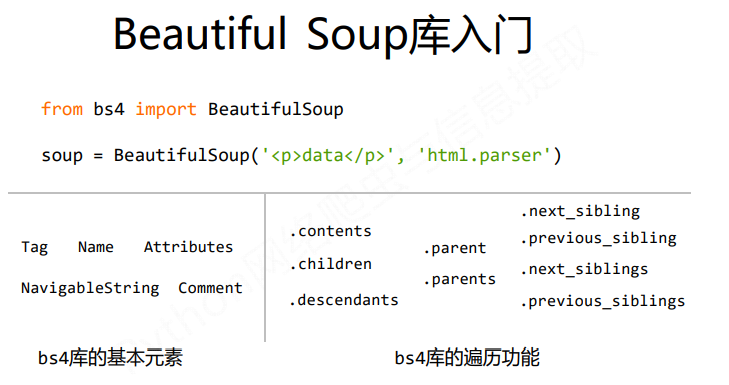 Beautiful Soup库入门
from bs4 import BeautifulSoup
soup = BeautifulSoup('<p>data</p>', 'html.parser')
Tag Name Attributes
NavigableString Comment
bs4库的基本元素
.contents
.children
.descendants
.parent
.parents
.next_sibling
.previous_sibling
.next_siblings
.previous_siblings
bs4库的遍历功能